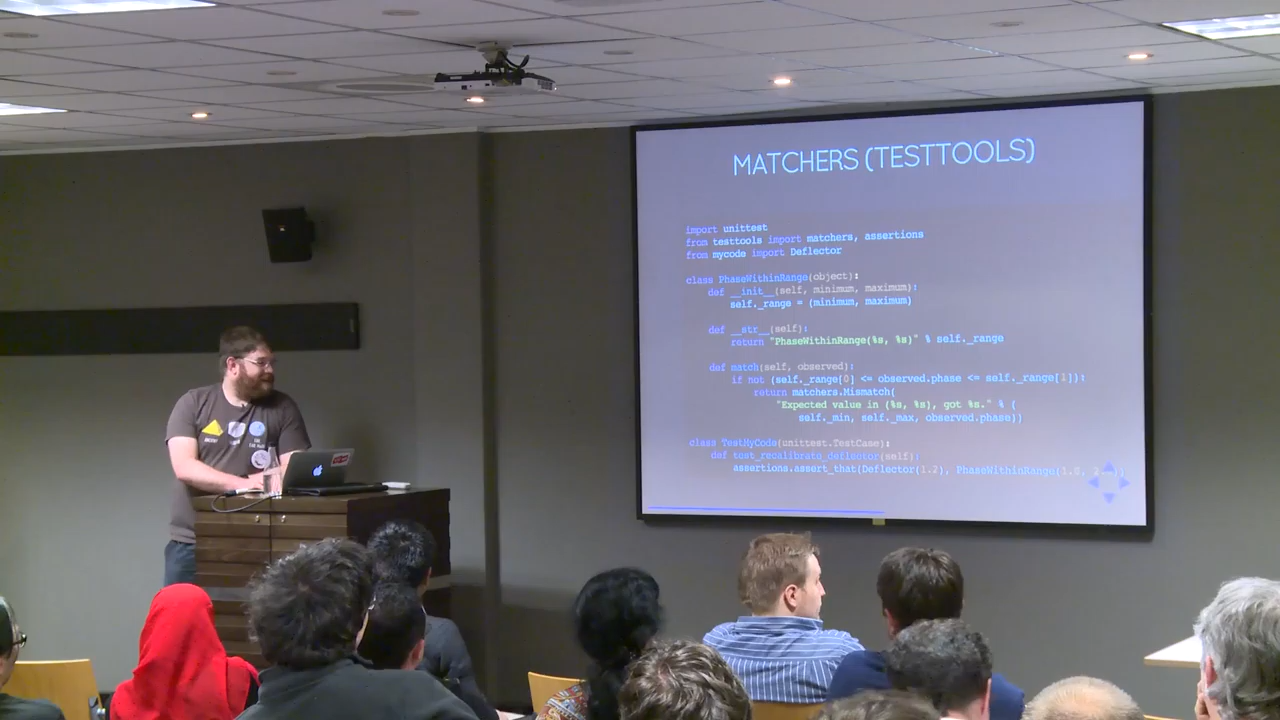 MATCHERS (TESTTOOLS)
import unittest
from testtools import matchers, assertions
from mycode import Deflector
class PhaseWithinRange(object):
def __init__(self, minimum, maximum):
self._range = (minimum, maximum)
def __str__(self):
return "PhaseWithinRange(%s, %s)" % self._range
def match(self, observed):
if not (self._range[0] <= observed.phase <= self._range[1]):
return matchers.Mismatch(
"Expected value in (%s, %s), got %s." % (
self._min, self._max, observed.phase))
class TestMyCode(unittest.TestCase):
def test_recalibrate_deflector(self):
assertions.assert_that(Deflector(1.2), PhaseWithinRange(